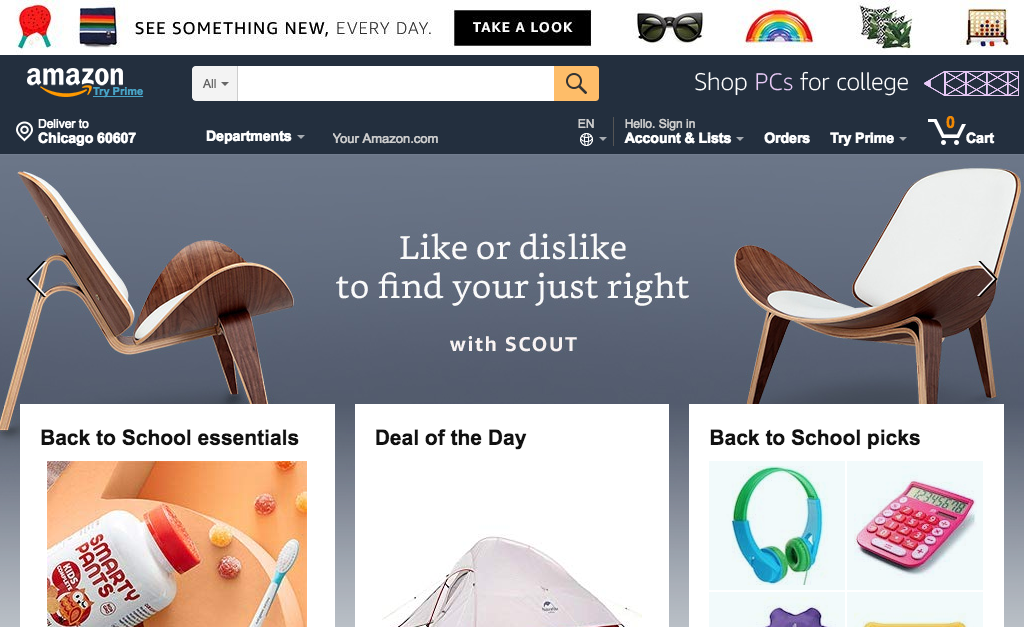 SEE SOMETHING NEW, EVERY DAY.
TAKE A LOOK
amazon
Try Prime
All
Shop PCs for college
Deliver to
Chicago 60607
Departments
Your Amazon.com
EN
Hello. Sign in
Account & Lists
Orders
Try Prime
0
Cart
Like or dislike
to find your just right
with SCOUT
Back to School essentials
Deal of the Day
Back to School picks
SMARTY
PANTS
KIDS
COMPLETE
12345678